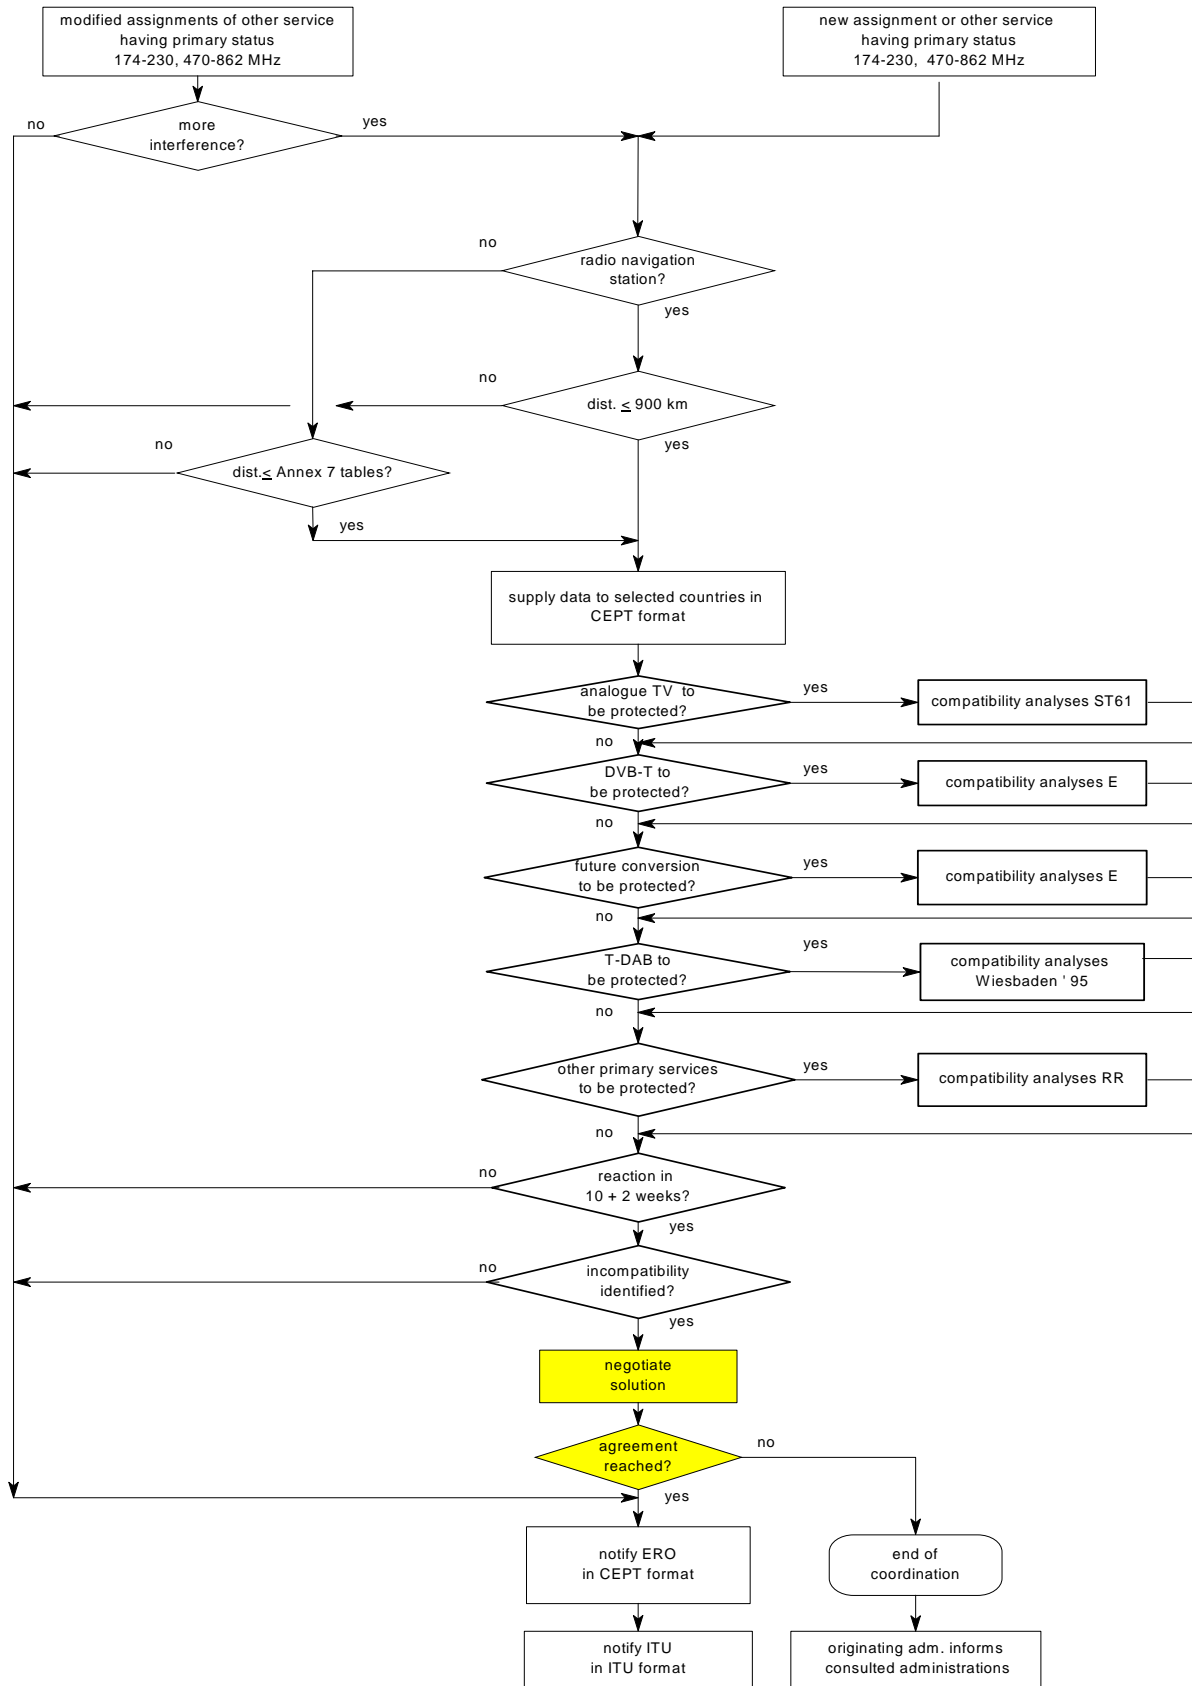 modified assignments of other service
having primary status
174-230, 470-862 MHz
new assignment or other service
having primary status
174-230, 470-862 MHz
no
more
interference?
yes
no
radio navigation
station?
yes
no
dist. ≤ 900 km
yes
no
dist.≤ Annex 7 tables?
yes
supply data to selected countries in
CEPT format
analogue TV to
be protected?
yes
compatibility analyses ST61
no
DVB-T to
be protected?
yes
compatibility analyses E
no
future conversion
to be protected?
yes
compatibility analyses E
no
T-DAB to
be protected?
yes
compatibility analyses
Wiesbaden ' 95
no
other primary services
to be protected?
yes
compatibility analyses RR
no
no
reaction in
10 + 2 weeks?
yes
no
incompatibility
identified?
yes
negotiate
solution
agreement
reached?
no
yes
notify ERO
in CEPT format
end of
coordination
notify ITU
in ITU format
originating adm. informs
consulted administrations